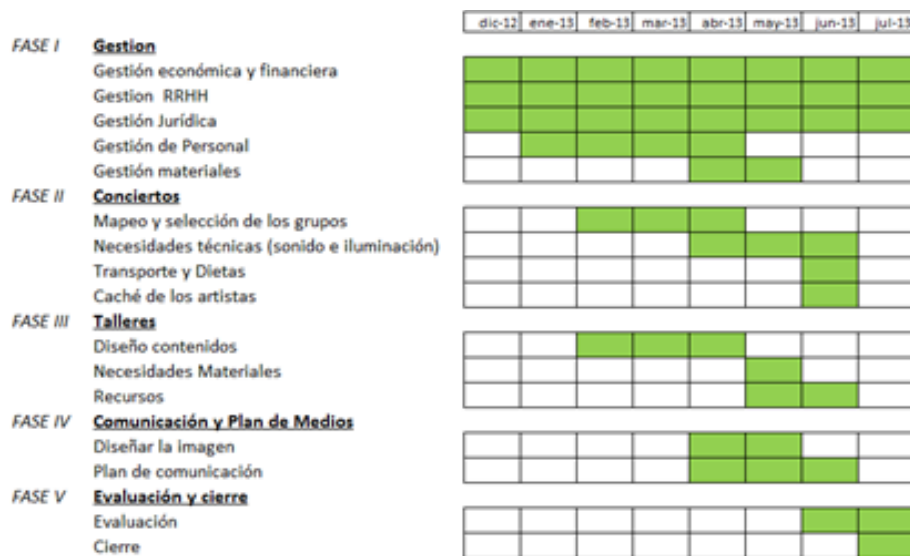 dic-12 ene-13 feb-13 mar-13 abr-13 may-13 jun-13 jul-13
FASE I Gestion
Gestión económica y financiera
Gestion RRHH
Gestión Jurídica
Gestión de Personal
Gestión materiales
FASE II Conciertos
Mapeo y selección de los grupos
Necesidades técnicas (sonido e iluminación)
Transporte y Dietas
Caché de los artistas
FASE III Talleres
Diseño contenidos
Necesidades Materiales
Recursos
FASE IV Comunicación y Plan de Medios
Diseñar la imagen
Plan de comunicación
FASE V Evaluación y cierre
Evaluación
Cierre